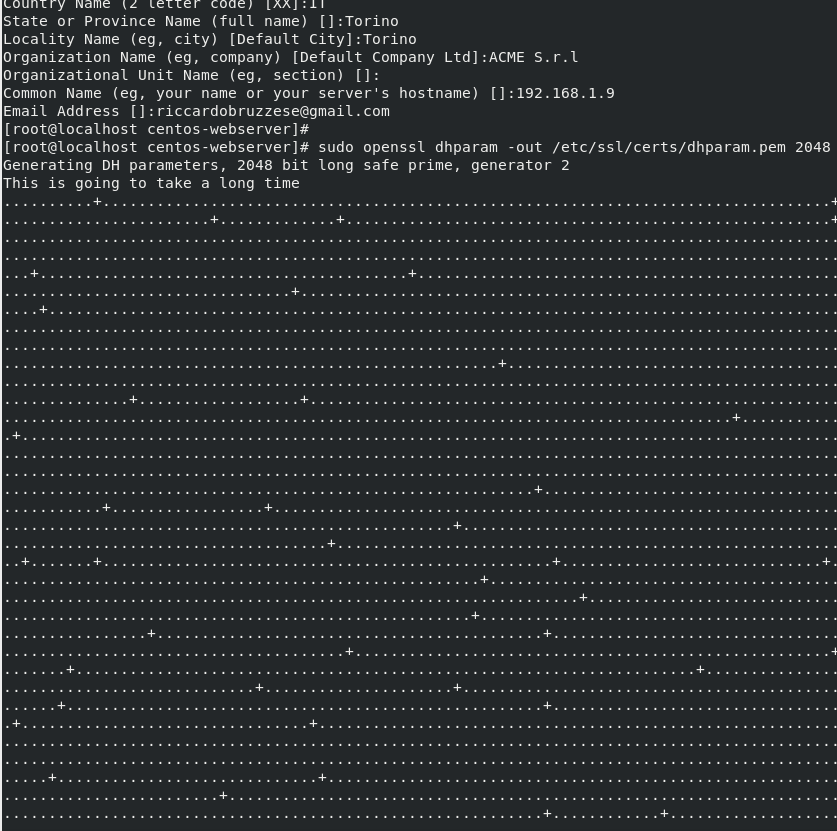 Country Name (2 letter code) [XX]:IT
State or Province Name (full name) []:Torino
Locality Name (eg, city) [Default City]:Torino
Organization Name (eg, company) [Default Company Ltd]:ACME S.r.l
Organizational Unit Name (eg, section) []:
Common Name (eg, your name or your server's hostname) []:192.168.1.9
Email Address []:riccardobruzzese@gmail.com
[root@localhost centos-webserver]#
[root@localhost centos-webserver]# sudo openssl dhparam -out /etc/ssl/certs/dhparam.pem 2048
Generating DH parameters, 2048 bit long safe prime, generator 2
This is going to take a long time